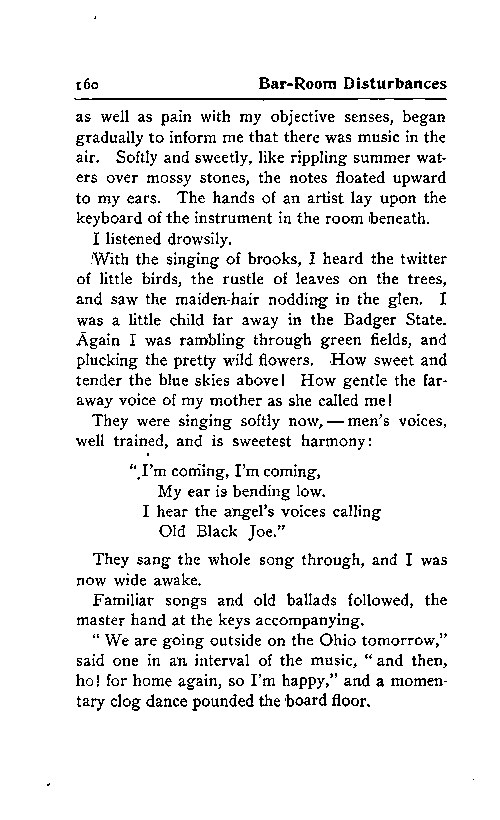 160 Bar-Room Disturbances
as well as pain with my objective senses, began
gradually to inform me that there was music in the
air. Softly and sweetly, like rippling summer wat-
ers over mossy stones, the notes floated upward
to my ears. The hands of an artist lay upon the
keyboard of the instrument in the room beneath.
I listened drowsily.
With the singing of brooks, I heard the twitter
of little birds, the rustle of leaves on the trees,
and saw the maiden-hair nodding in the glen. I
was a little child far away in the Badger State.
Again I was rambling through green fields, and
plucking the pretty wild flowers. How sweet and
tender the blue skies above! How gentle the far-
away voice of my mother as she called me!
They were singing softly now, — men's voices,
well trained, and is sweetest harmony:
"I'm coming, I'm coming,
My ear is bending low.
I hear the angel's voices calling
Old Black Joe."
They sang the whole song through, and I was
now wide awake.
Familiar songs and old ballads followed, the
master hand at the keys accompanying.
"We are going outside on the Ohio tomorrow,"
said one in an interval of the music, "and then,
ho! for home again, so I'm happy," and a momen-
tary clog dance pounded the board floor.